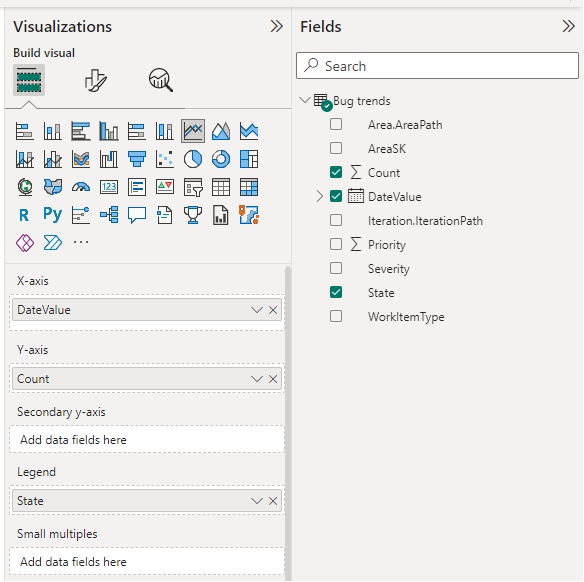 Visualizations
Build visual
123
R
Py
...
X-axis
DateValue
Y-axis
Count
Secondary y-axis
Add data fields here
Legend
State
Small multiples
Add data fields here
Fields
Search
Bug trends
Area.AreaPath
AreaSK
∑ Count
DateValue
Iteration.IterationPath
∑ Priority
Severity
State
WorkItemType